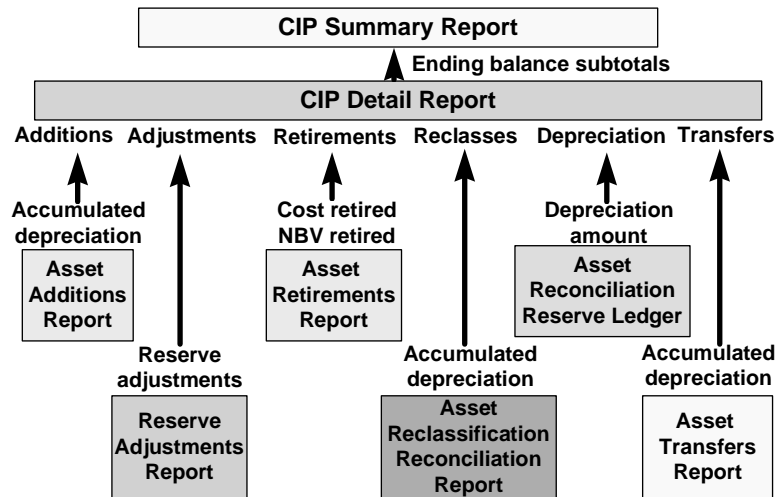 CIP Summary Report
Ending balance subtotals
CIP Detail Report
Additions Adjustments Retirements Reclasses Depreciation Transfers
Accumulated
depreciation
Cost retired
NBV retired
Depreciation
amount
Asset
Additions
Report
Asset
Retirements
Report
Asset
Reconciliation
Reserve Ledger
Reserve
adjustments
Accumulated
depreciation
Accumulated
depreciation
Reserve
Adjustments
Report
Asset
Reclassification
Reconciliation
Report
Asset
Transfers
Report